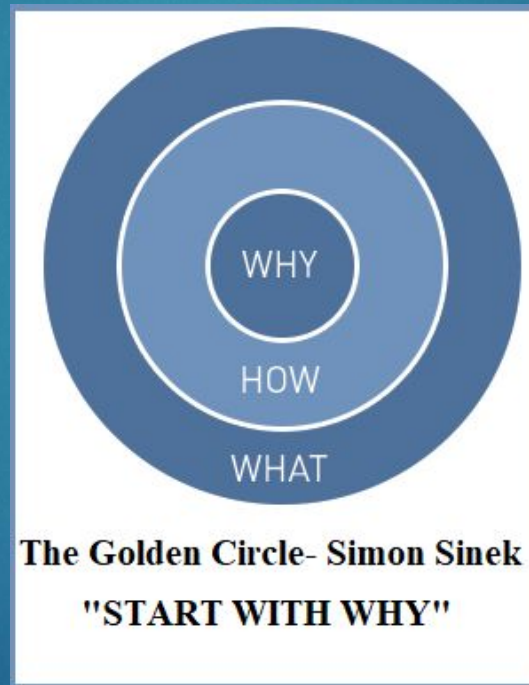 WHY
HOW
WHAT
The Golden Circle- Simon Sinek
"START WITH WHY"